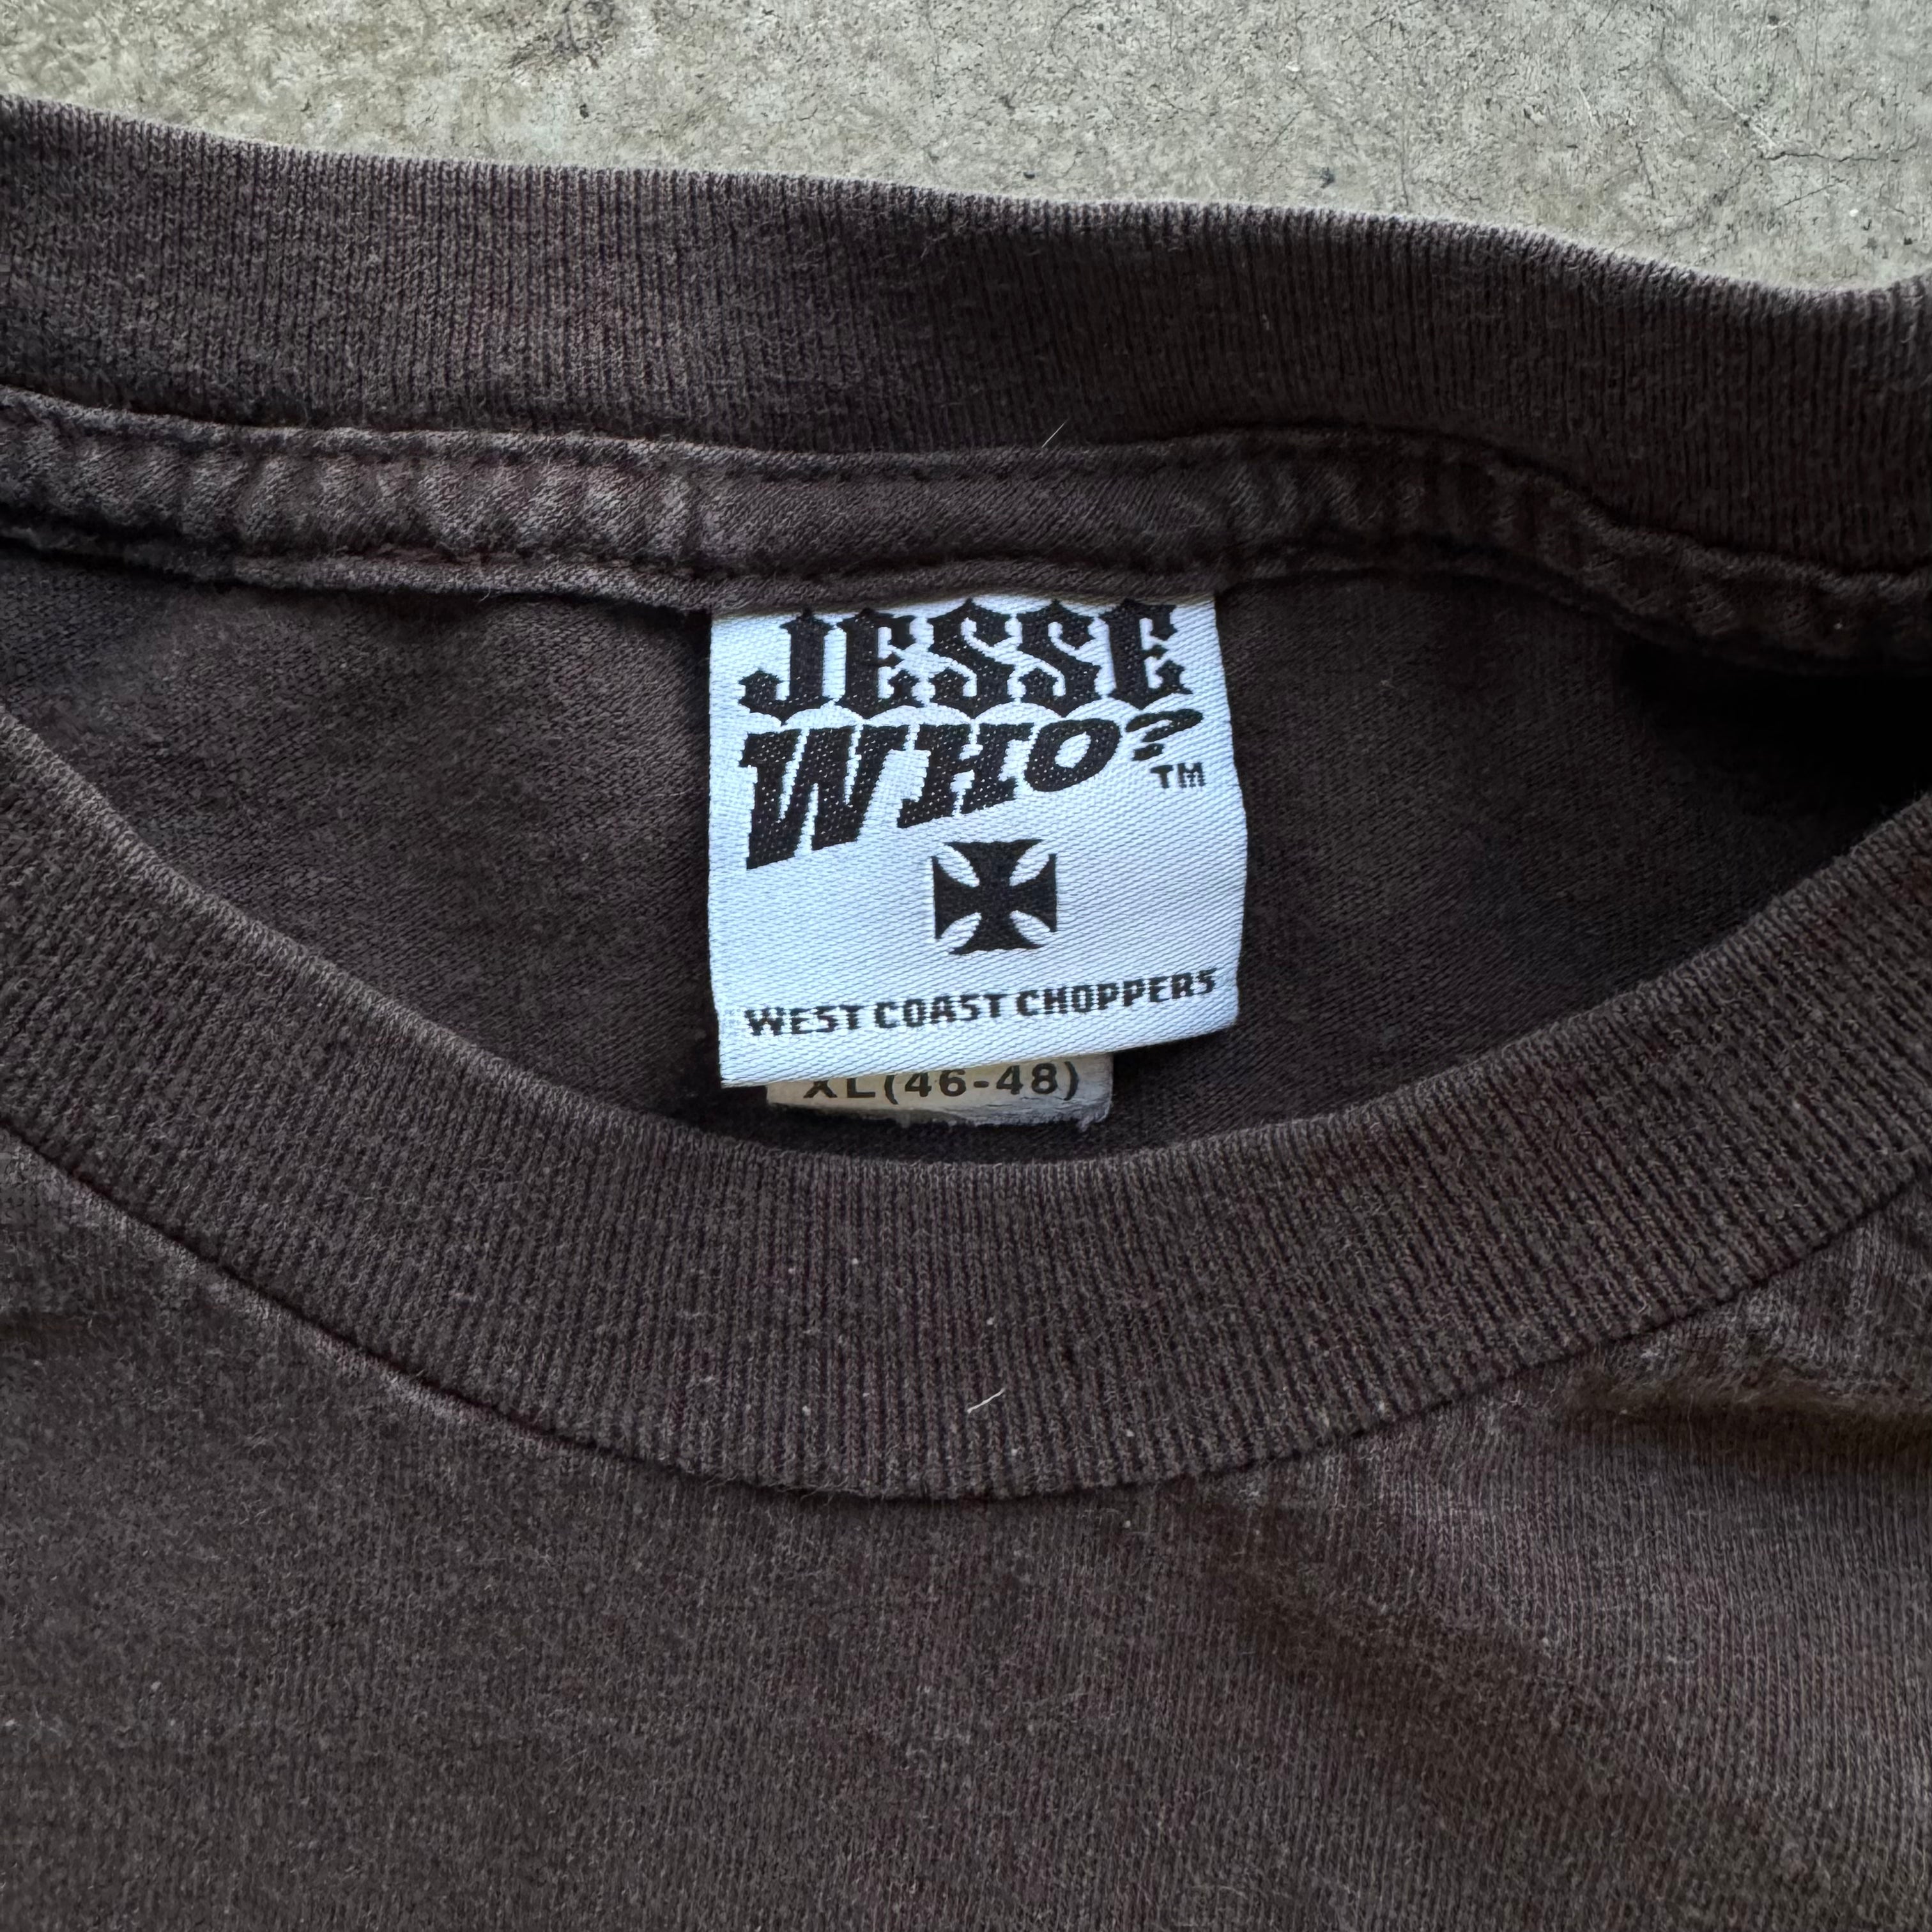 JESSE
WHO?
TM
WEST COAST CHOPPERS
XL(46-48)